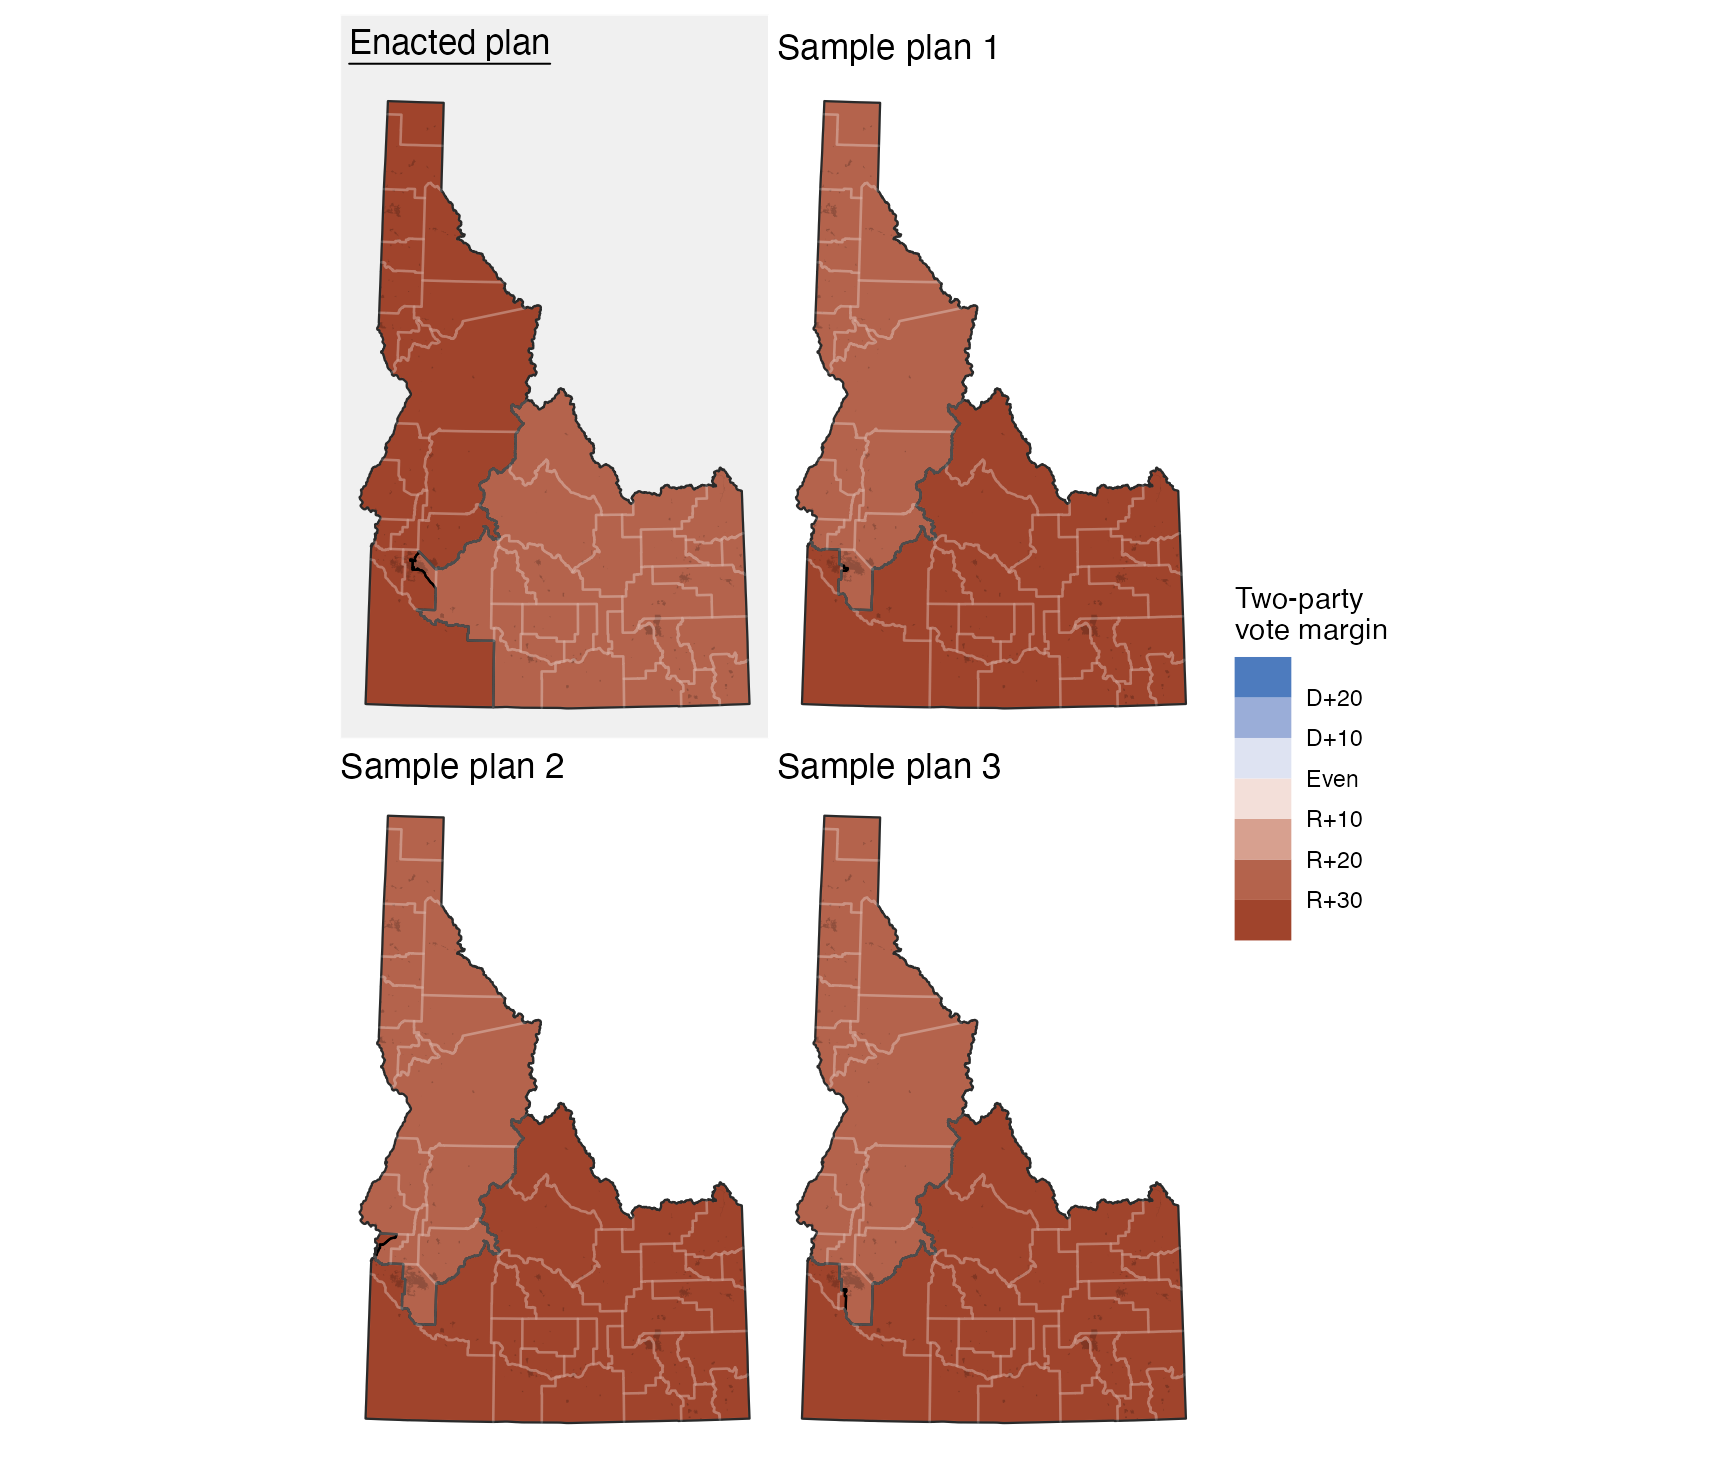 Enacted plan
Sample plan 1
Sample plan 2
Sample plan 3
Two-party
vote margin
D+20
D+10
Even
R+10
R+20
R+30